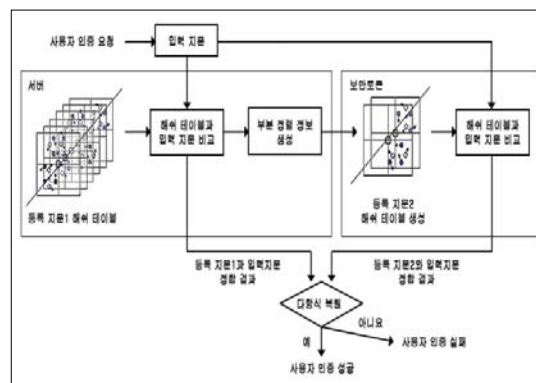 사용자 인증 요청
입력 지문
서버
보안토큰
해쉬 테이블과
입력 지문 비교
부분 정렬 정보
생성
해쉬 테이블과
입력 지문 비교
등록 지문1 해쉬 테이블
등록 지문2
해쉬 테이블 생성
등록 지문1과 입력지문
정합 결과
등록 지문2와 입력지문
정합 결과
다항식 복원
아니요
예
사용자 인증 실패
사용자 인증 성공